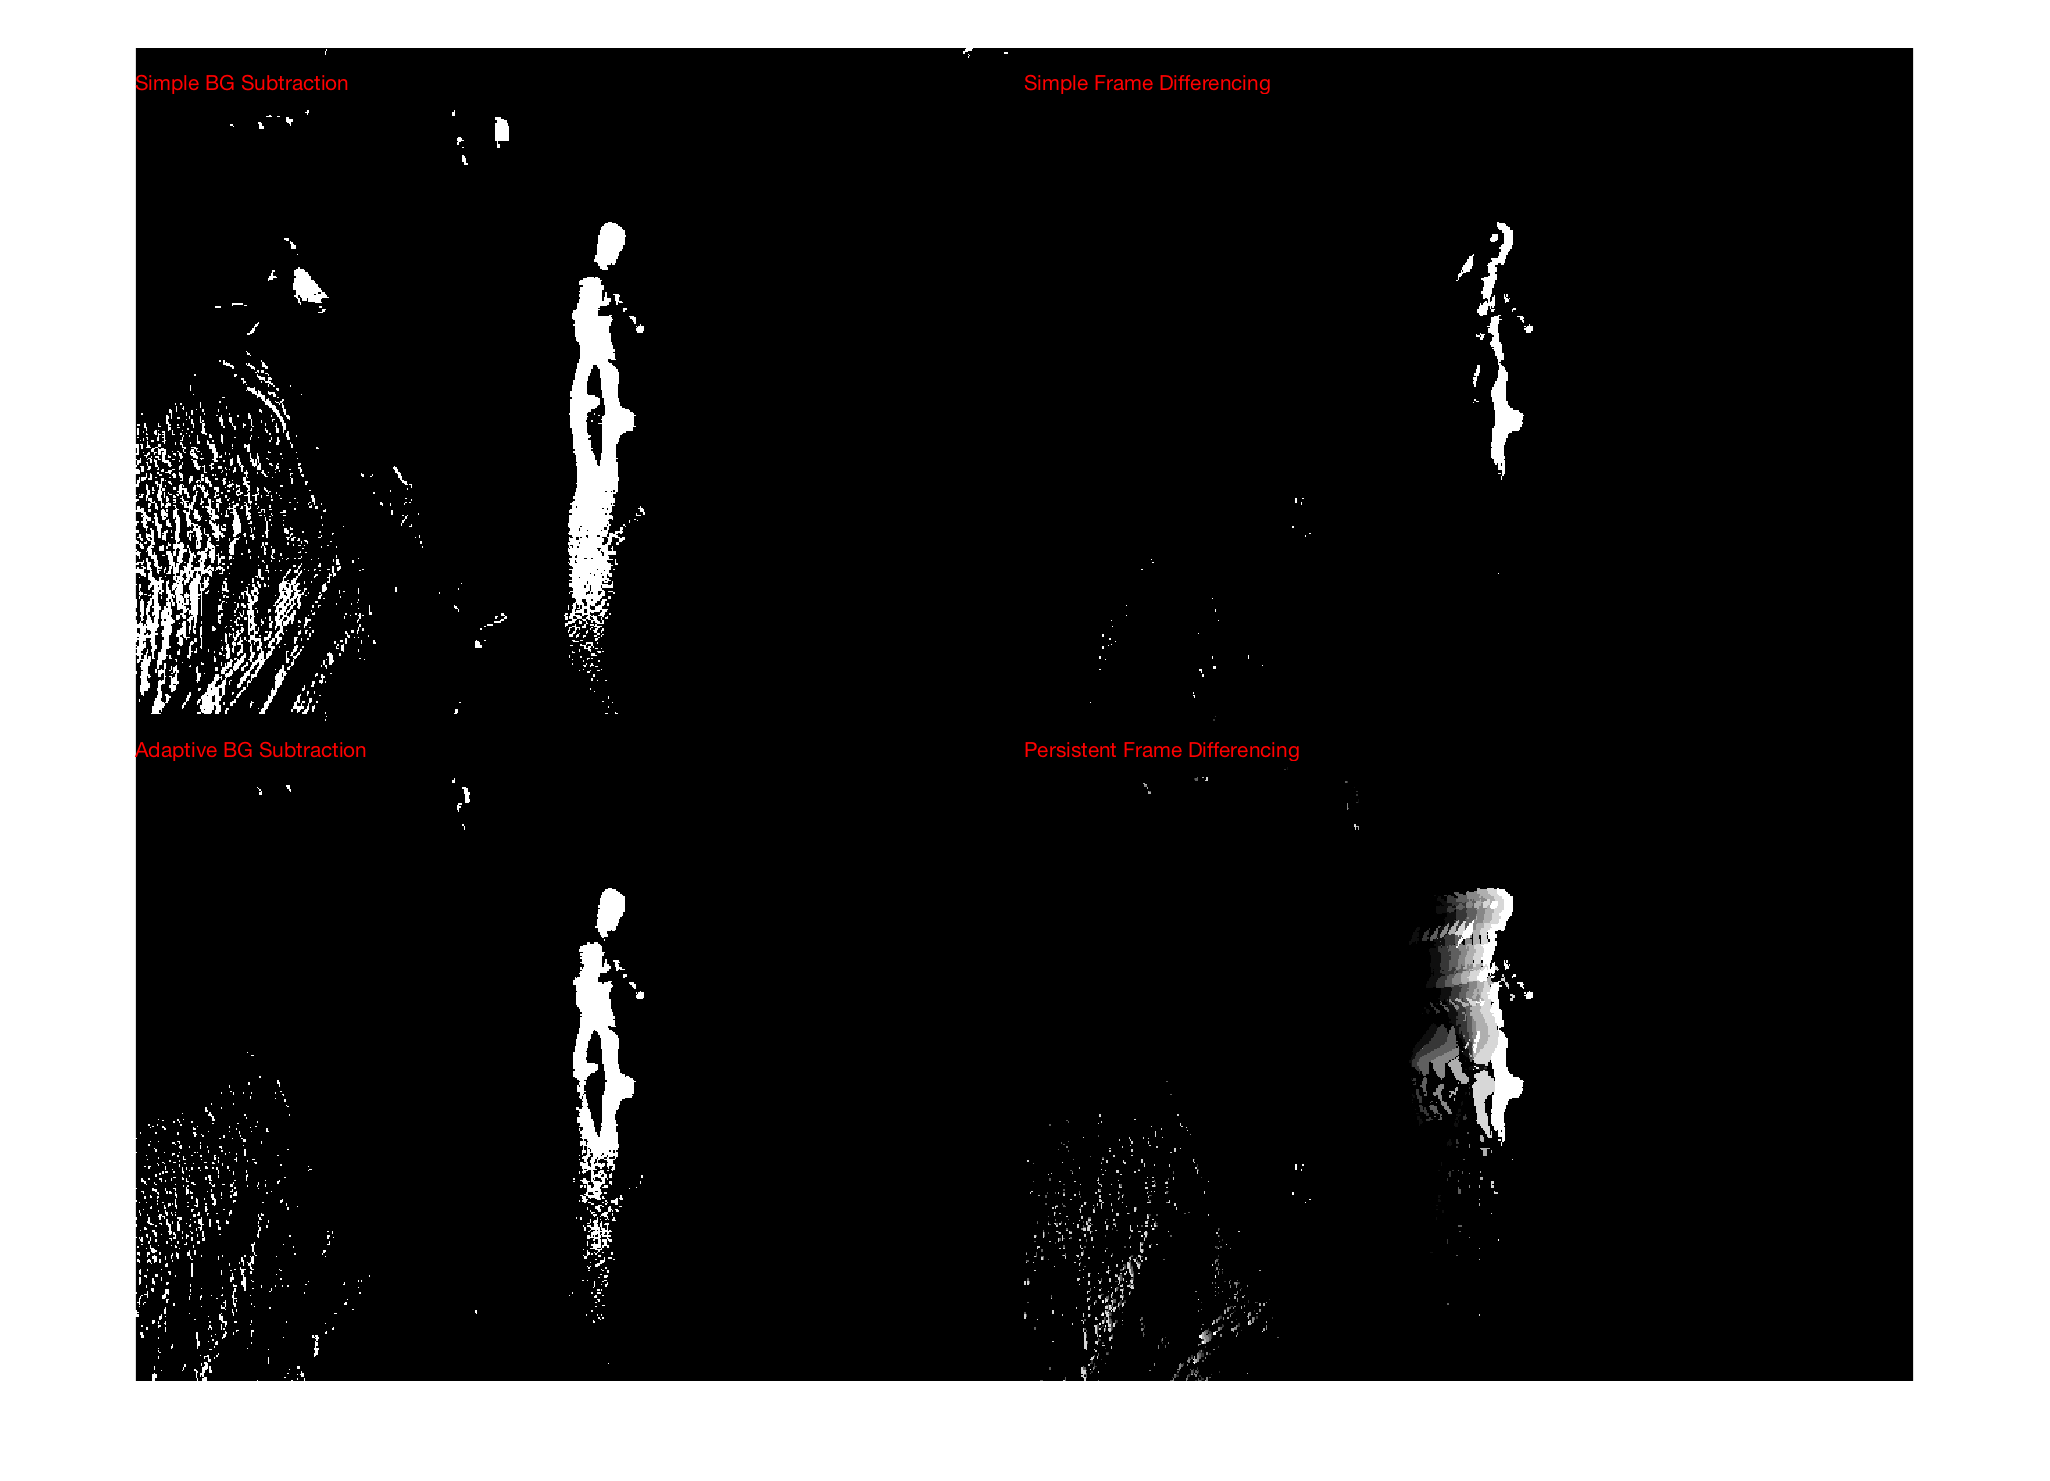 Simple BG Subtraction
Simple Frame Differencing
Adaptive BG Subtraction
Persistent Frame Differencing